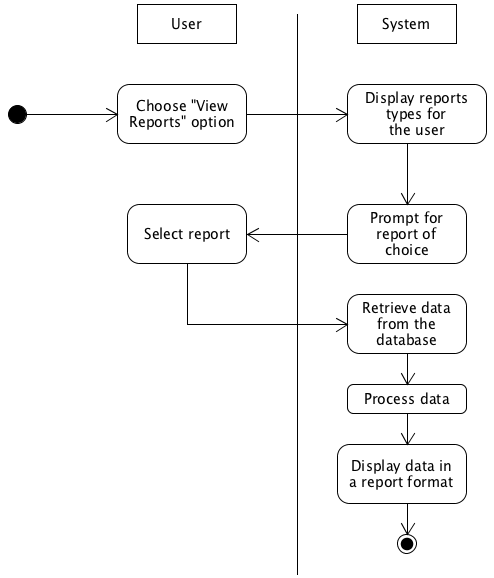 User
System
Choose "View
Reports" option
Display reports
types for
the user
Select report
Prompt for
report of
choice
Retrieve data
from the
database
Process data
Display data in
a report format